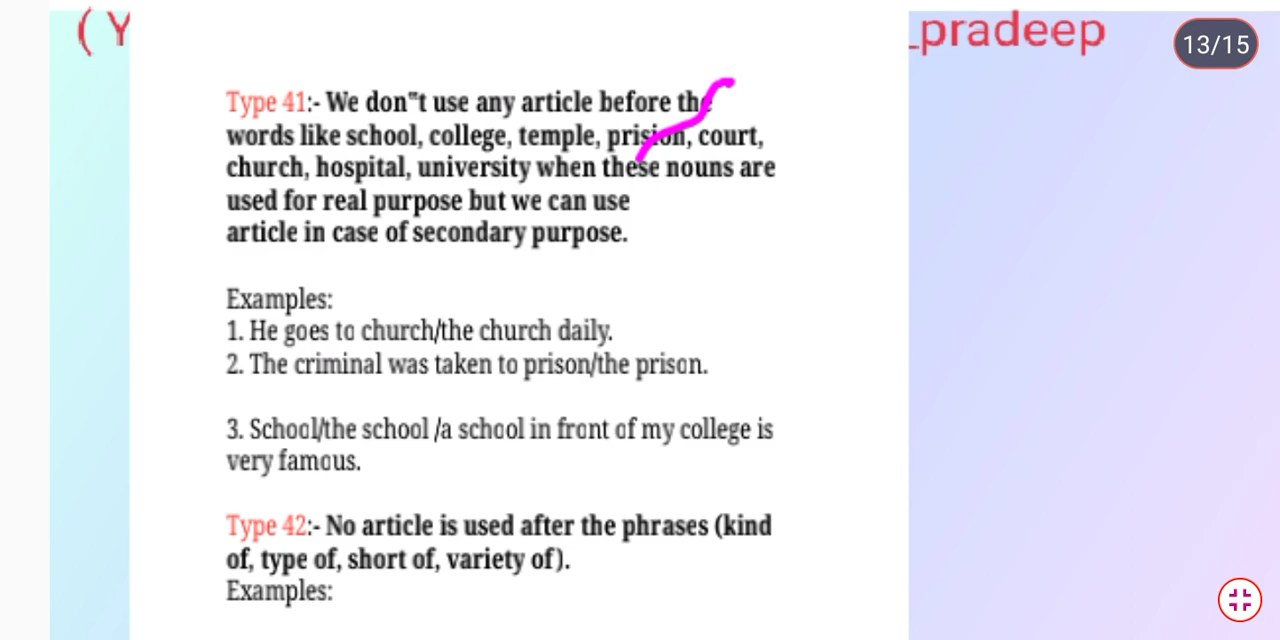 (Y
_pradeep
13/15
Type 41:- We don‟t use any article before the
words like school, college, temple, prision, court,
church, hospital, university when these nouns are
used for real purpose but we can use
article in case of secondary purpose.
Examples:
1. He goes to church/the church daily.
2. The criminal was taken to prison/the prison.
3. School/the school /a school in front of my college is
very famous.
Type 42:- No article is used after the phrases (kind
of, type of, short of, variety of).
Examples: